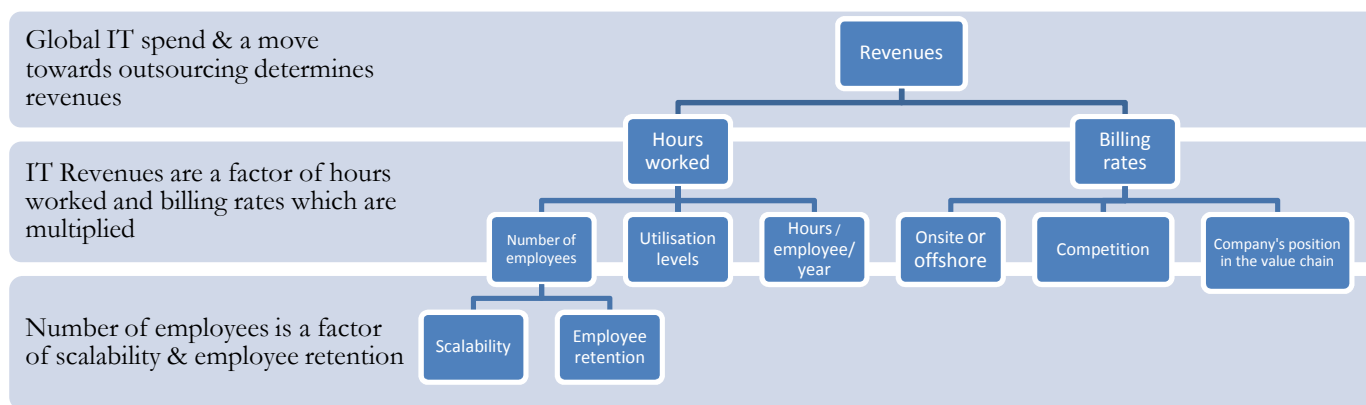 Global IT spend & a move
towards outsourcing determines
revenues
Revenues
Hours
worked
Billing
rates
IT Revenues are a factor of hours
worked and billing rates which are
multiplied
Number of
employees
Utilisation
levels
Hours /
employee/
year
Onsite or
offshore
Competition
Company's position
in the value chain
Number of employees is a factor
of scalability & employee retention
Scalability
Employee
retention